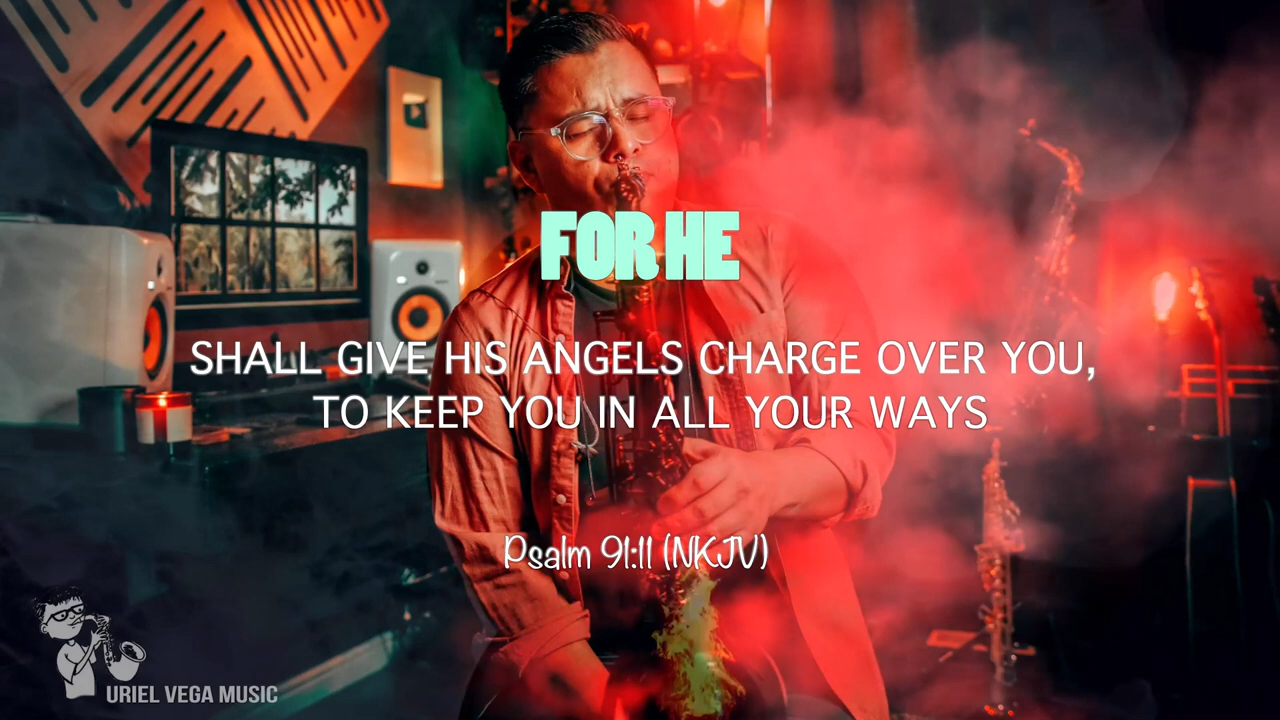 FOR HE
SHALL GIVE HIS ANGELS CHARGE OVER YOU,
TO KEEP YOU IN ALL YOUR WAYS
Psalm 91:11 (NKJV)
URIEL VEGA MUSIC